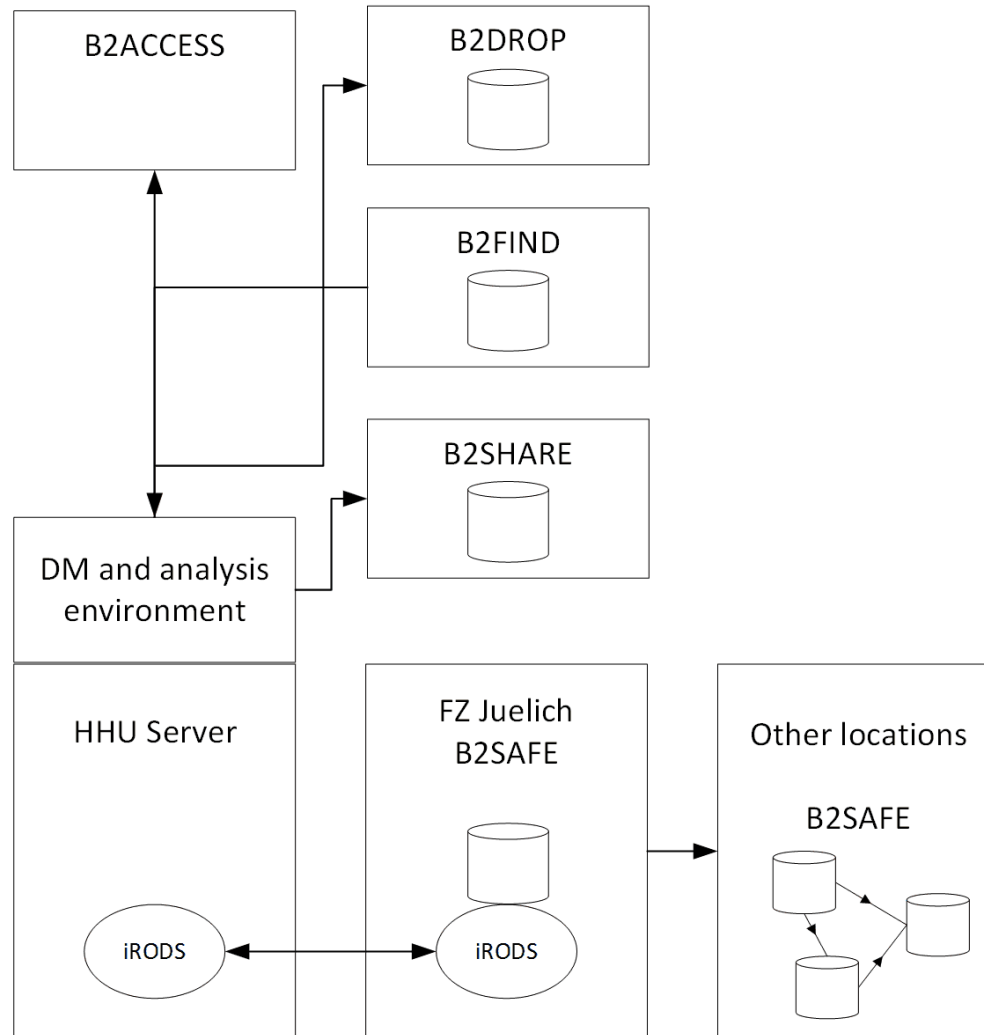 B2ACCESS
B2DROP
B2FIND
B2SHARE
DM and analysis
environment
HHU Server
FZ Juelich
B2SAFE
Other locations
B2SAFE
iRODS
iRODS